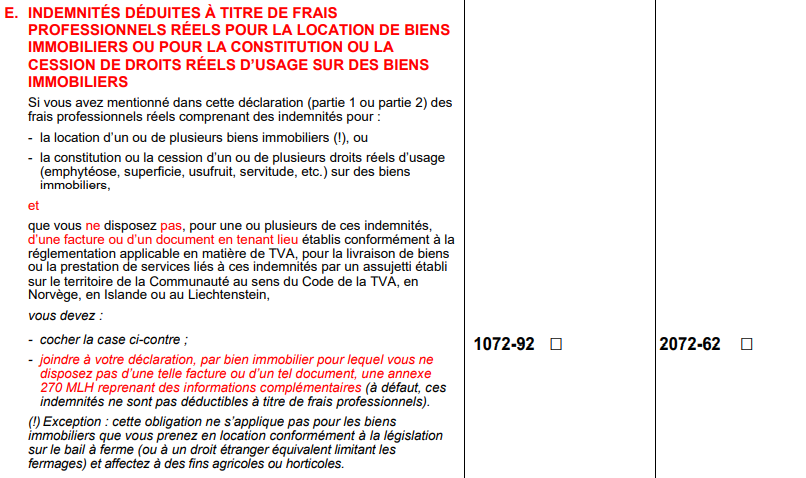 E. INDEMNITÉS DÉDUITES À TITRE DE FRAIS
PROFESSIONNELS RÉELS POUR LA LOCATION DE BIENS
IMMOBILIERS OU POUR LA CONSTITUTION OU LA
CESSION DE DROITS RÉELS D’USAGE SUR DES BIENS
IMMOBILIERS
Si vous avez mentionné dans cette déclaration (partie 1 ou partie 2) des
frais professionnels réels comprenant des indemnités pour :
- la location d’un ou de plusieurs biens immobiliers (!), ou
- la constitution ou la cession d’un ou de plusieurs droits réels d’usage
(emphytéose, superficie, usufruit, servitude, etc.) sur des biens
immobiliers,
et
que vous ne disposez pas, pour une ou plusieurs de ces indemnités,
d’une facture ou d’un document en tenant lieu établis conformément à la
réglementation applicable en matière de TVA, pour la livraison de biens
ou la prestation de services liés à ces indemnités par un assujetti établi
sur le territoire de la Communauté au sens du Code de la TVA, en
Norvège, en Islande ou au Liechtenstein,
vous devez :
- cocher la case ci-contre ; 1072-92 ☐ 2072-62 ☐
- joindre à votre déclaration, par bien immobilier pour lequel vous ne
disposez pas d’une telle facture ou d’un tel document, une annexe
270 MLH reprenant des informations complémentaires (à défaut, ces
indemnités ne sont pas déductibles à titre de frais professionnels).
(!) Exception : cette obligation ne s’applique pas pour les biens
immobiliers que vous prenez en location conformément à la législation
sur le bail à ferme (ou à un droit étranger équivalent limitant les
fermages) et affectez à des fins agricoles ou horticoles.